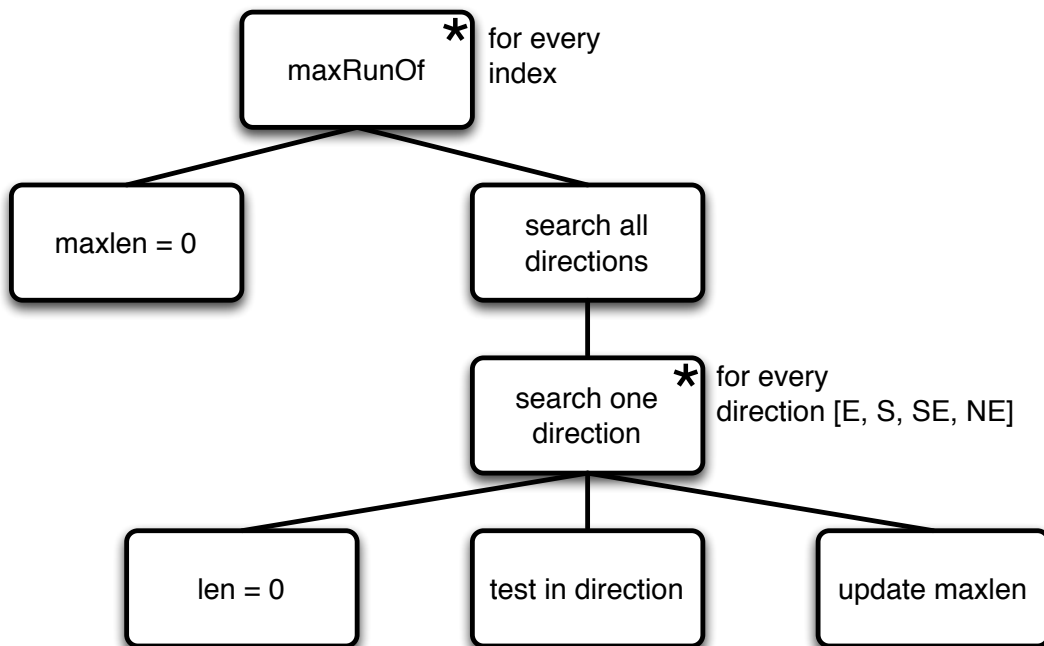 maxRunOf
*
for every
index
maxlen = 0
search all
directions
search one
direction
*
for every
direction [E, S, SE, NE]
len = 0
test in direction
update maxlen